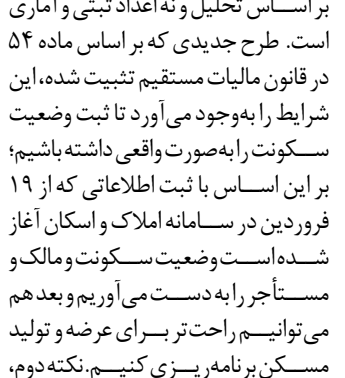 بر اساس تحلیل و نه اعداد ثبتی و آماری
است. طرح جدیدی که بر اساس ماده ۵۴
در قانون مالیات مستقیم تثبیت شده، این
شرایط را به‌وجود می‌آورد تا ثبت وضعیت
سکونت را به‌صورت واقعی داشته باشیم؛
بر این اساس با ثبت اطلاعاتی که از ۱۹
فروردین در سامانه املاک و اسکان آغاز
شده است وضعیت سکونت و مالک و
مستأجر را به دست می‌آوریم و بعد هم
می‌توانیم راحت‌تر برای عرضه و تولید
مسکن برنامه‌ریزی کنیم. نکته دوم،